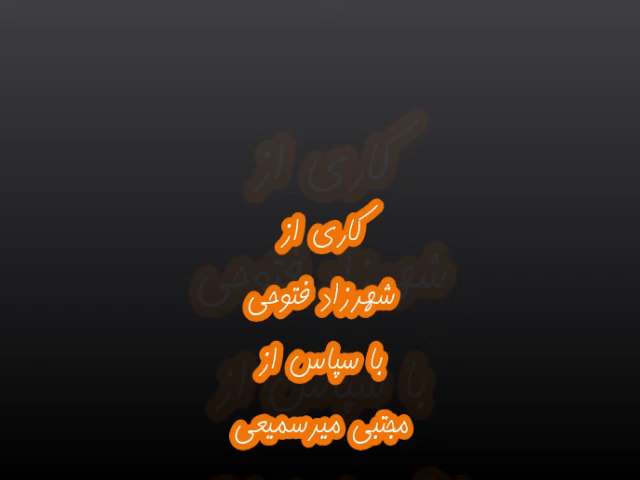 کاری از
شهرزاد فتوحی
با سپاس از
مجتبی میرسمیعی